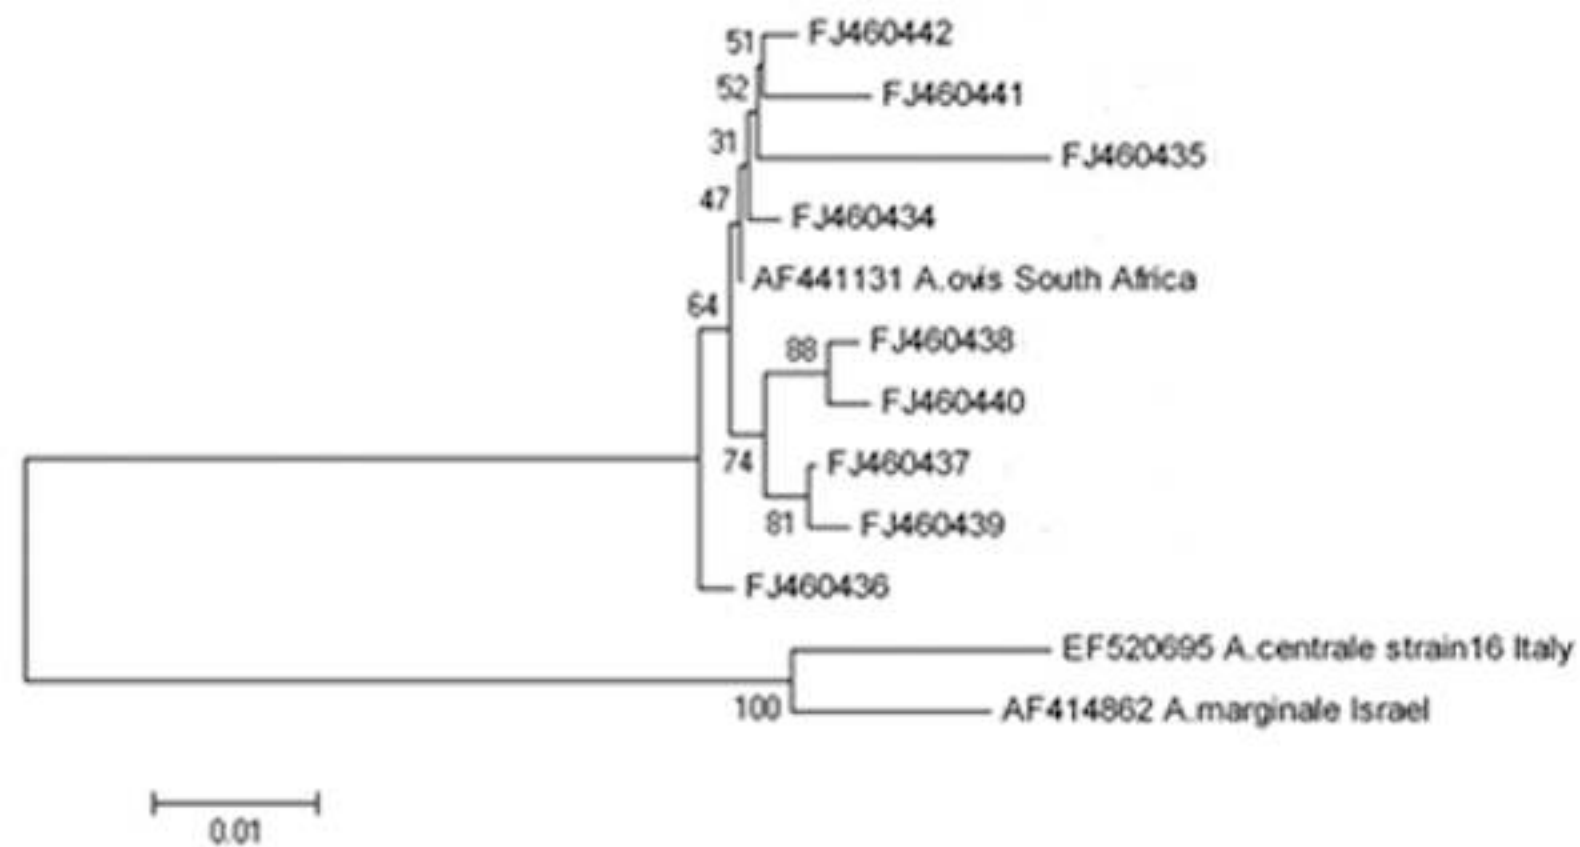 51
FJ460442
52
FJ460441
31
FJ460435
47
FJ460434
AF441131 A.ovis South Africa
64
88
FJ460438
FJ460440
74
FJ460437
81
FJ460439
FJ460436
EF520695 A.centrale strain16 Italy
100
AF414862 A.marginale Israel
0.01